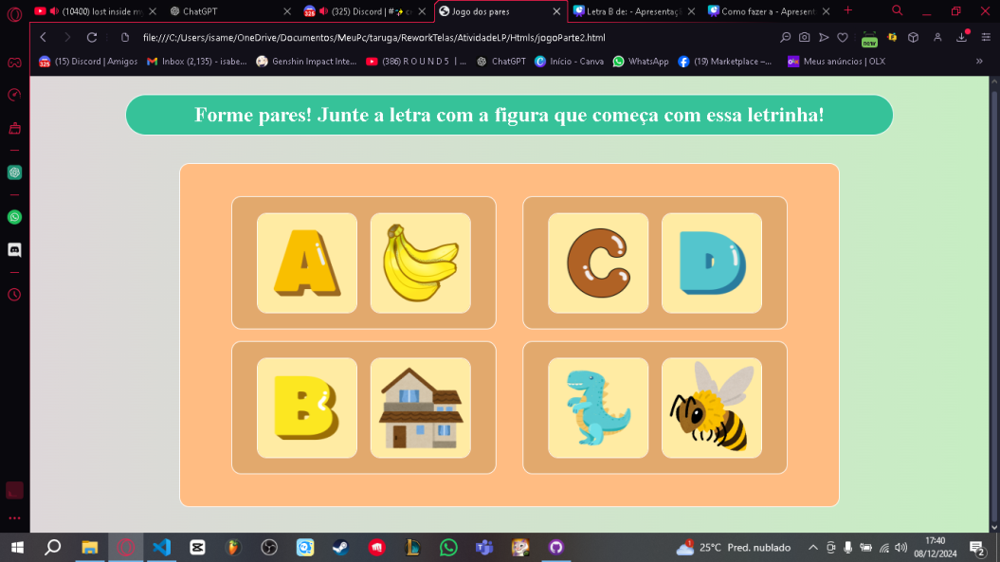 (10400) lost inside my
ChatGPT
(325) Discord | #✨ c
Jogo dos pares
Letra B de: - Apresentaç
Como fazer a - Apresent
file:///C:/Users/isame/OneDrive/Documentos/MeuPc/taruga/ReworkTelas/AtividadeLP/Htmls/jogoParte2.html
new
(15) Discord | Amigos
Inbox (2,135) - isabe...
Genshin Impact Inte...
(386) R O U N D 5 | ...
ChatGPT
Início - Canva
WhatsApp
(19) Marketplace –...
Meus anúncios | OLX
»
Forme pares! Junte a letra com a figura que começa com essa letrinha!
A
C
D
B
25°C Pred. nublado
17:40
08/12/2024
2